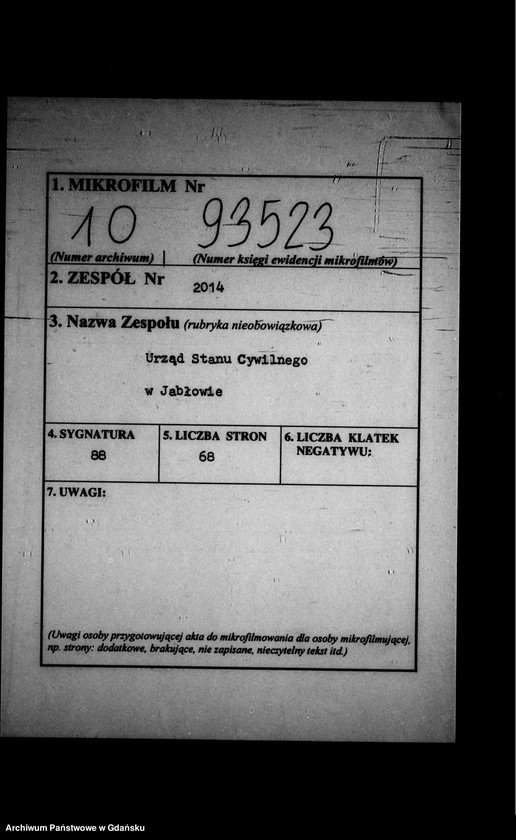 1. MIKROFILM Nr
10 93523
(Numer archiwum) (Numer księgi ewidencji mikrofilmów)
2. ZESPÓŁ Nr
2014
3. Nazwa Zespołu (rubryka nieobowiązkowa)
Urząd Stanu Cywilnego
w Jabłowie
4. SYGNATURA 5. LICZBA STRON 6. LICZBA KLATEK
NEGATYWU:
88 68
7. UWAGI:
(Uwagi osoby przygotowującej akta do mikrofilmowania dla osoby mikrofilmującej,
np. strony: dodatkowe, brakujące, nie zapisane, nieczytelny tekst itd.)
Archiwum Państwowe w Gdańsku